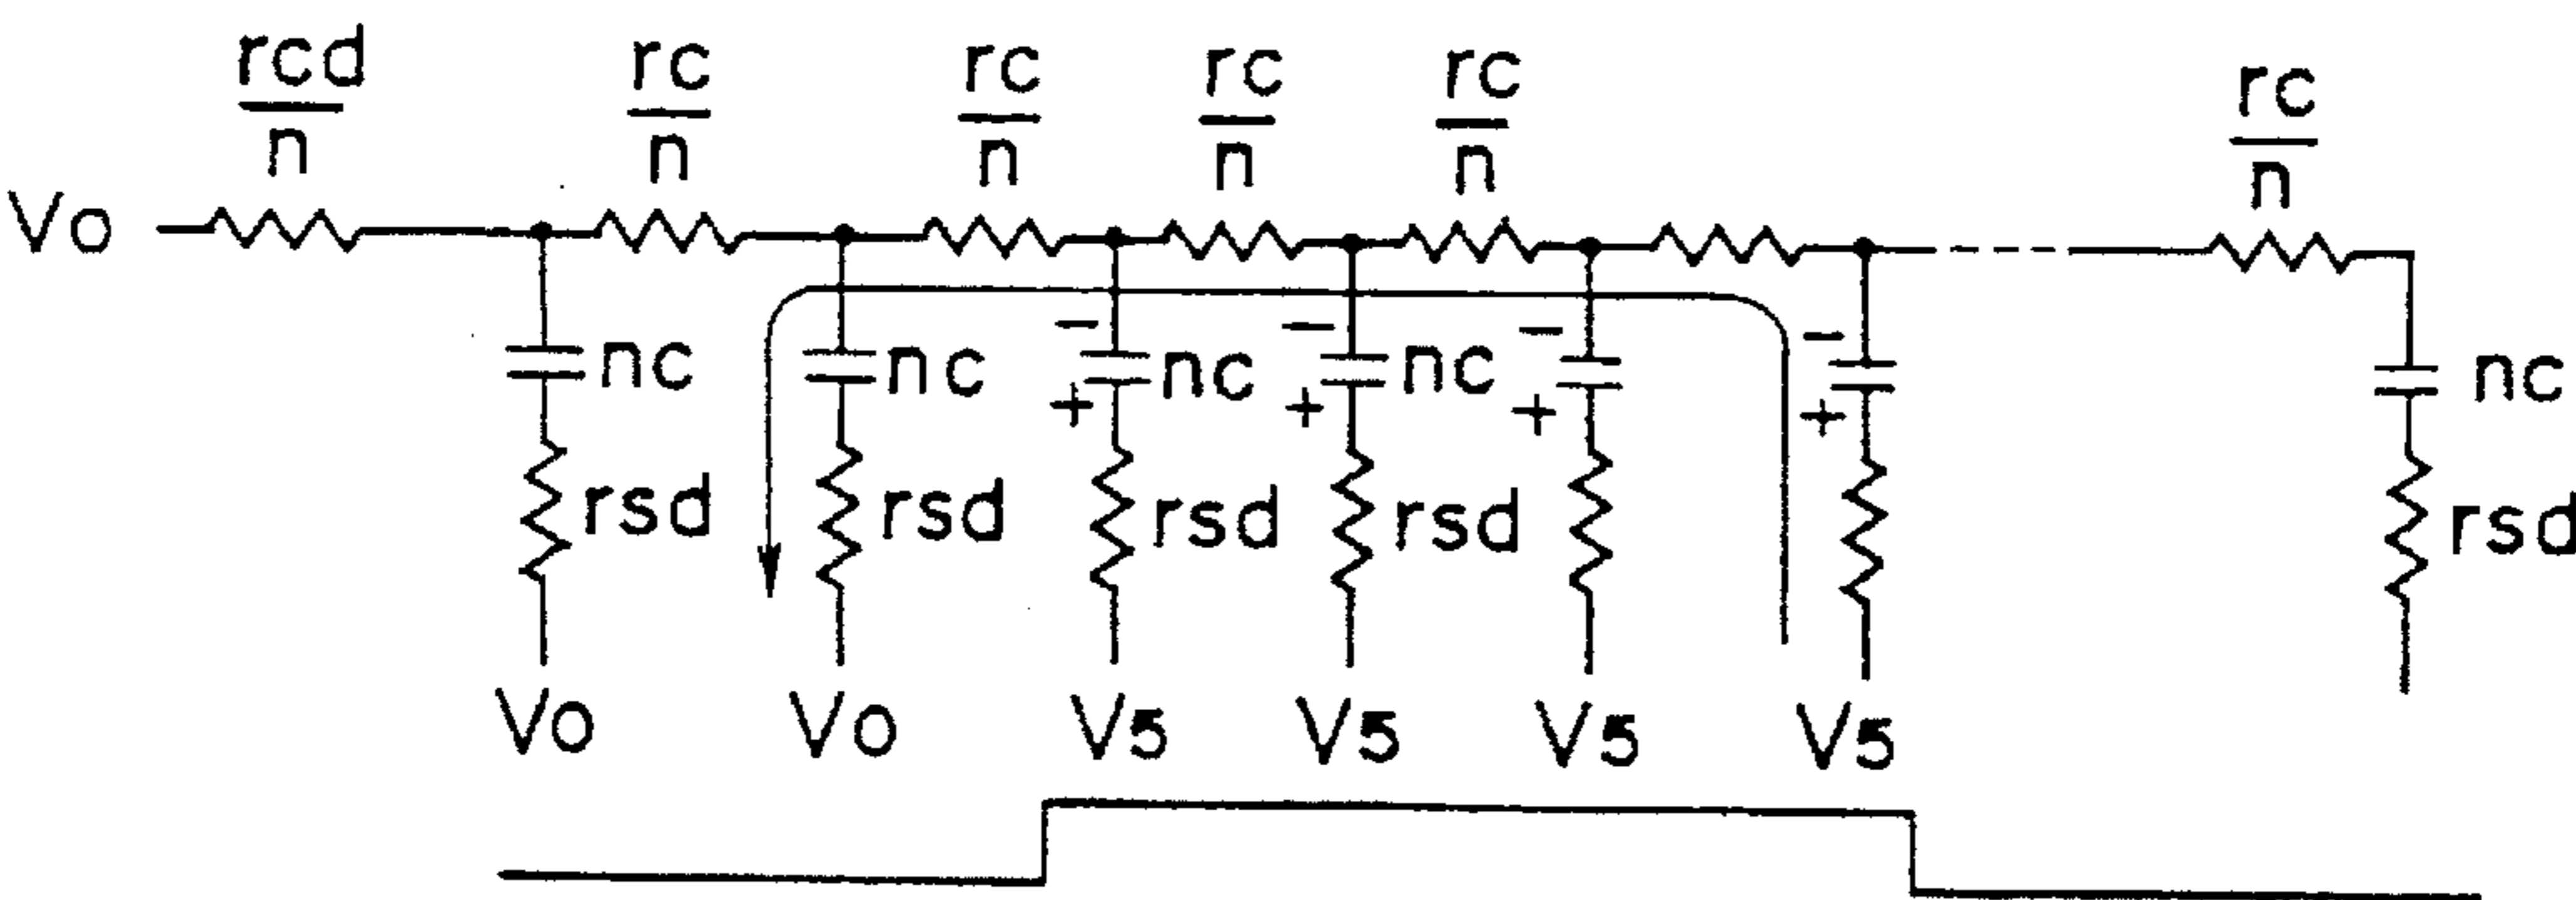 rcd/n rc/n rc/n rc/n rc/n rc/n
Vo
nc nc nc nc nc
- - - -
+ + + +
rsd rsd rsd rsd rsd
Vo Vo V5 V5 V5 V5